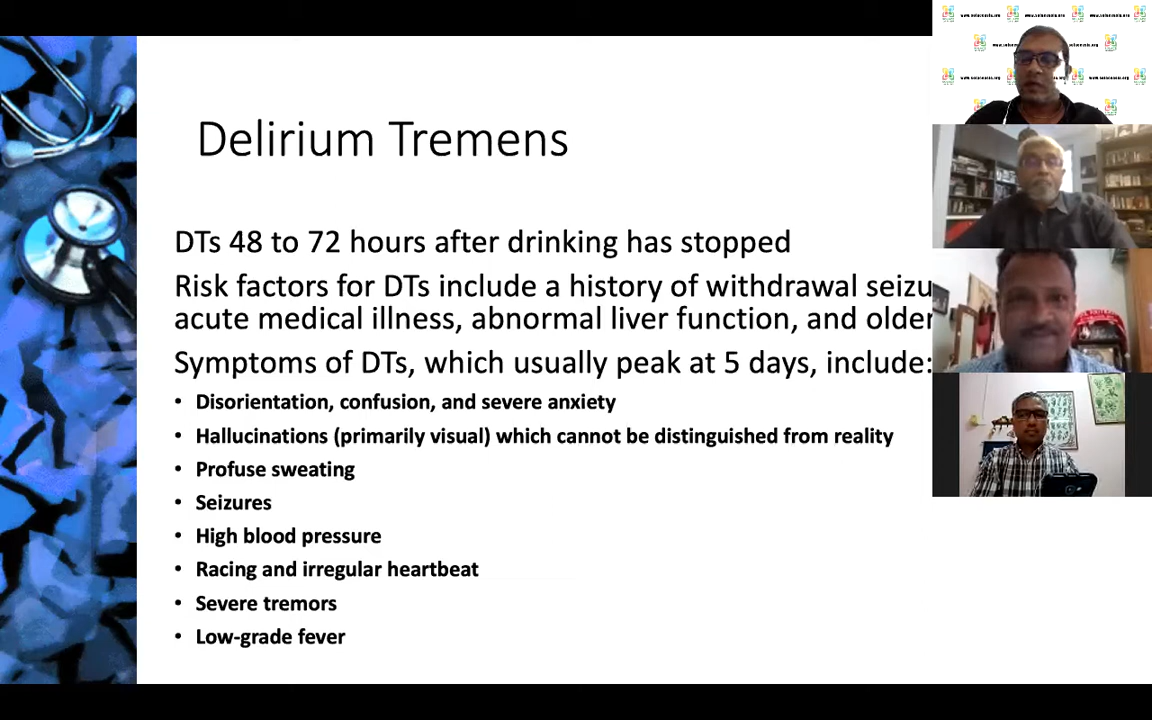 Delirium Tremens
DTs 48 to 72 hours after drinking has stopped
Risk factors for DTs include a history of withdrawal seizu
acute medical illness, abnormal liver function, and older
Symptoms of DTs, which usually peak at 5 days, include:
• Disorientation, confusion, and severe anxiety
• Hallucinations (primarily visual) which cannot be distinguished from reality
• Profuse sweating
• Seizures
• High blood pressure
• Racing and irregular heartbeat
• Severe tremors
• Low-grade fever